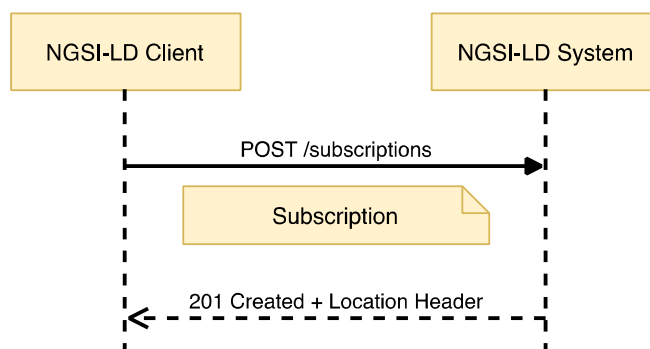 NGSI-LD Client
NGSI-LD System
POST /subscriptions
Subscription
201 Created + Location Header